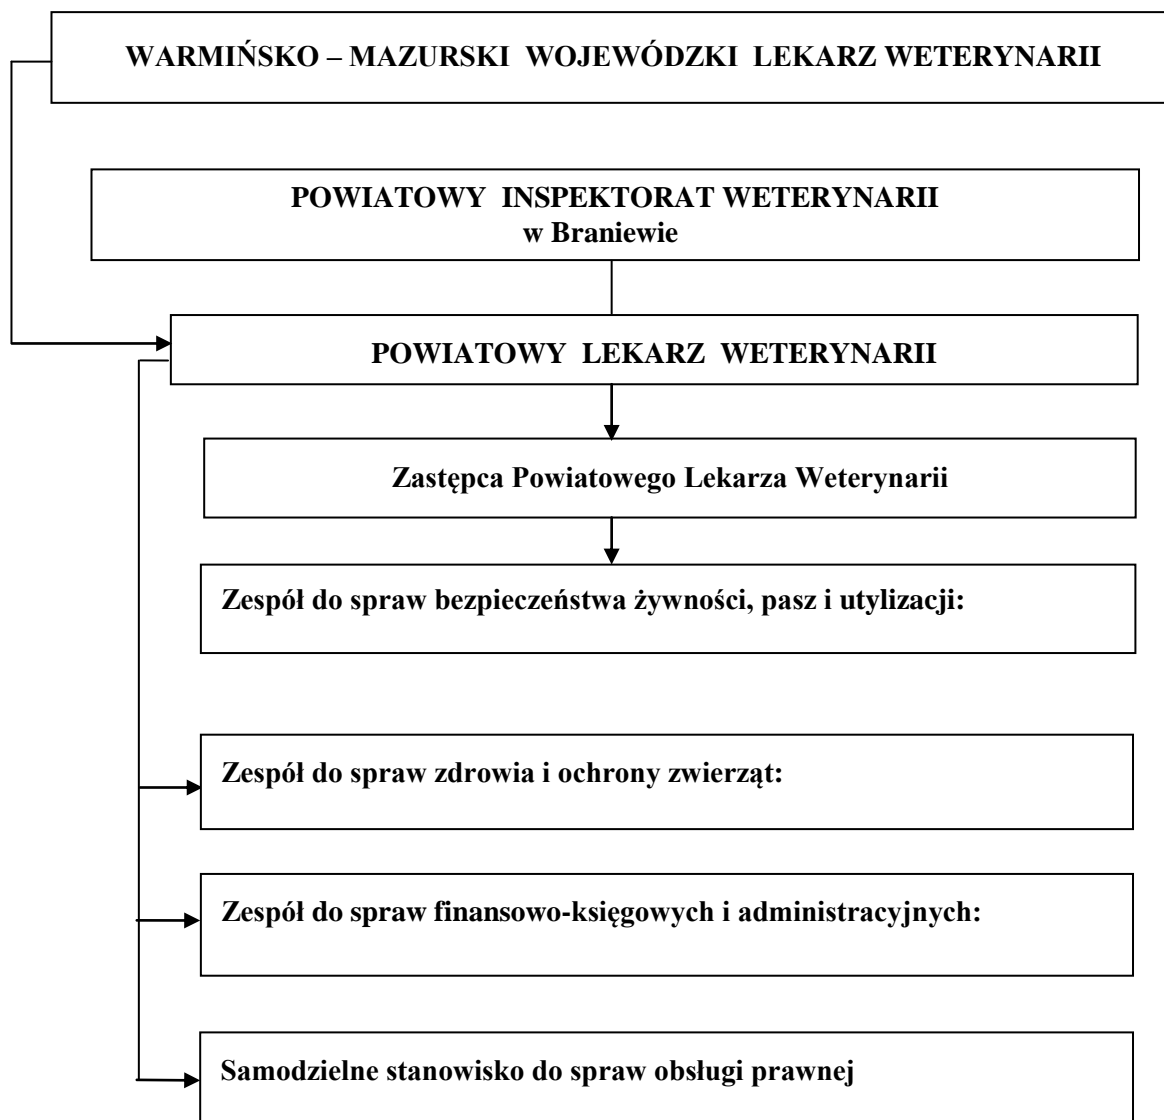 WARMIŃSKO – MAZURSKI WOJEWÓDZKI LEKARZ WETERYNARII
POWIATOWY INSPEKTORAT WETERYNARII
w Braniewie
POWIATOWY LEKARZ WETERYNARII
Zastępca Powiatowego Lekarza Weterynarii
Zespół do spraw bezpieczeństwa żywności, pasz i utylizacji:
Zespół do spraw zdrowia i ochrony zwierząt:
Zespół do spraw finansowo-księgowych i administracyjnych:
Samodzielne stanowisko do spraw obsługi prawnej